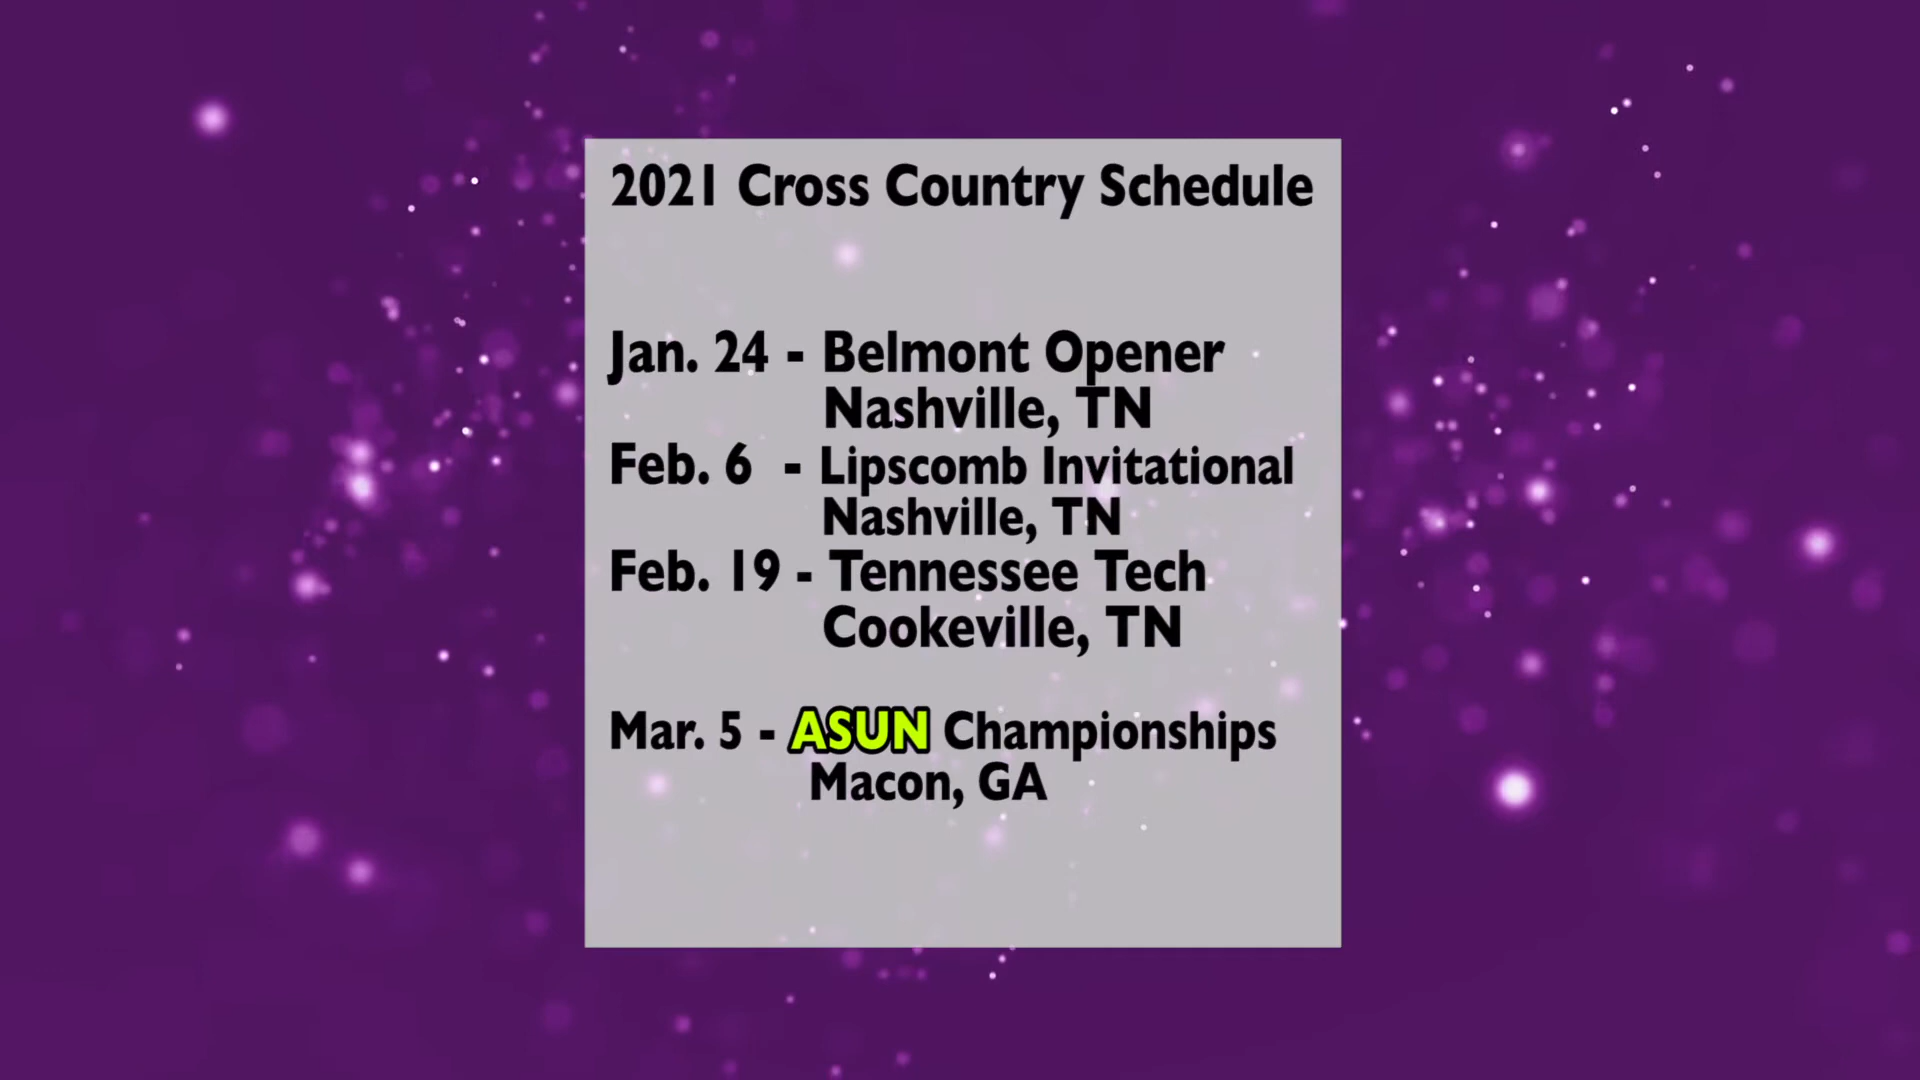 2021 Cross Country Schedule
Jan. 24 - Belmont Opener
Nashville, TN
Feb. 6 - Lipscomb Invitational
Nashville, TN
Feb. 19 - Tennessee Tech
Cookeville, TN
Mar. 5 - ASUN Championships
Macon, GA